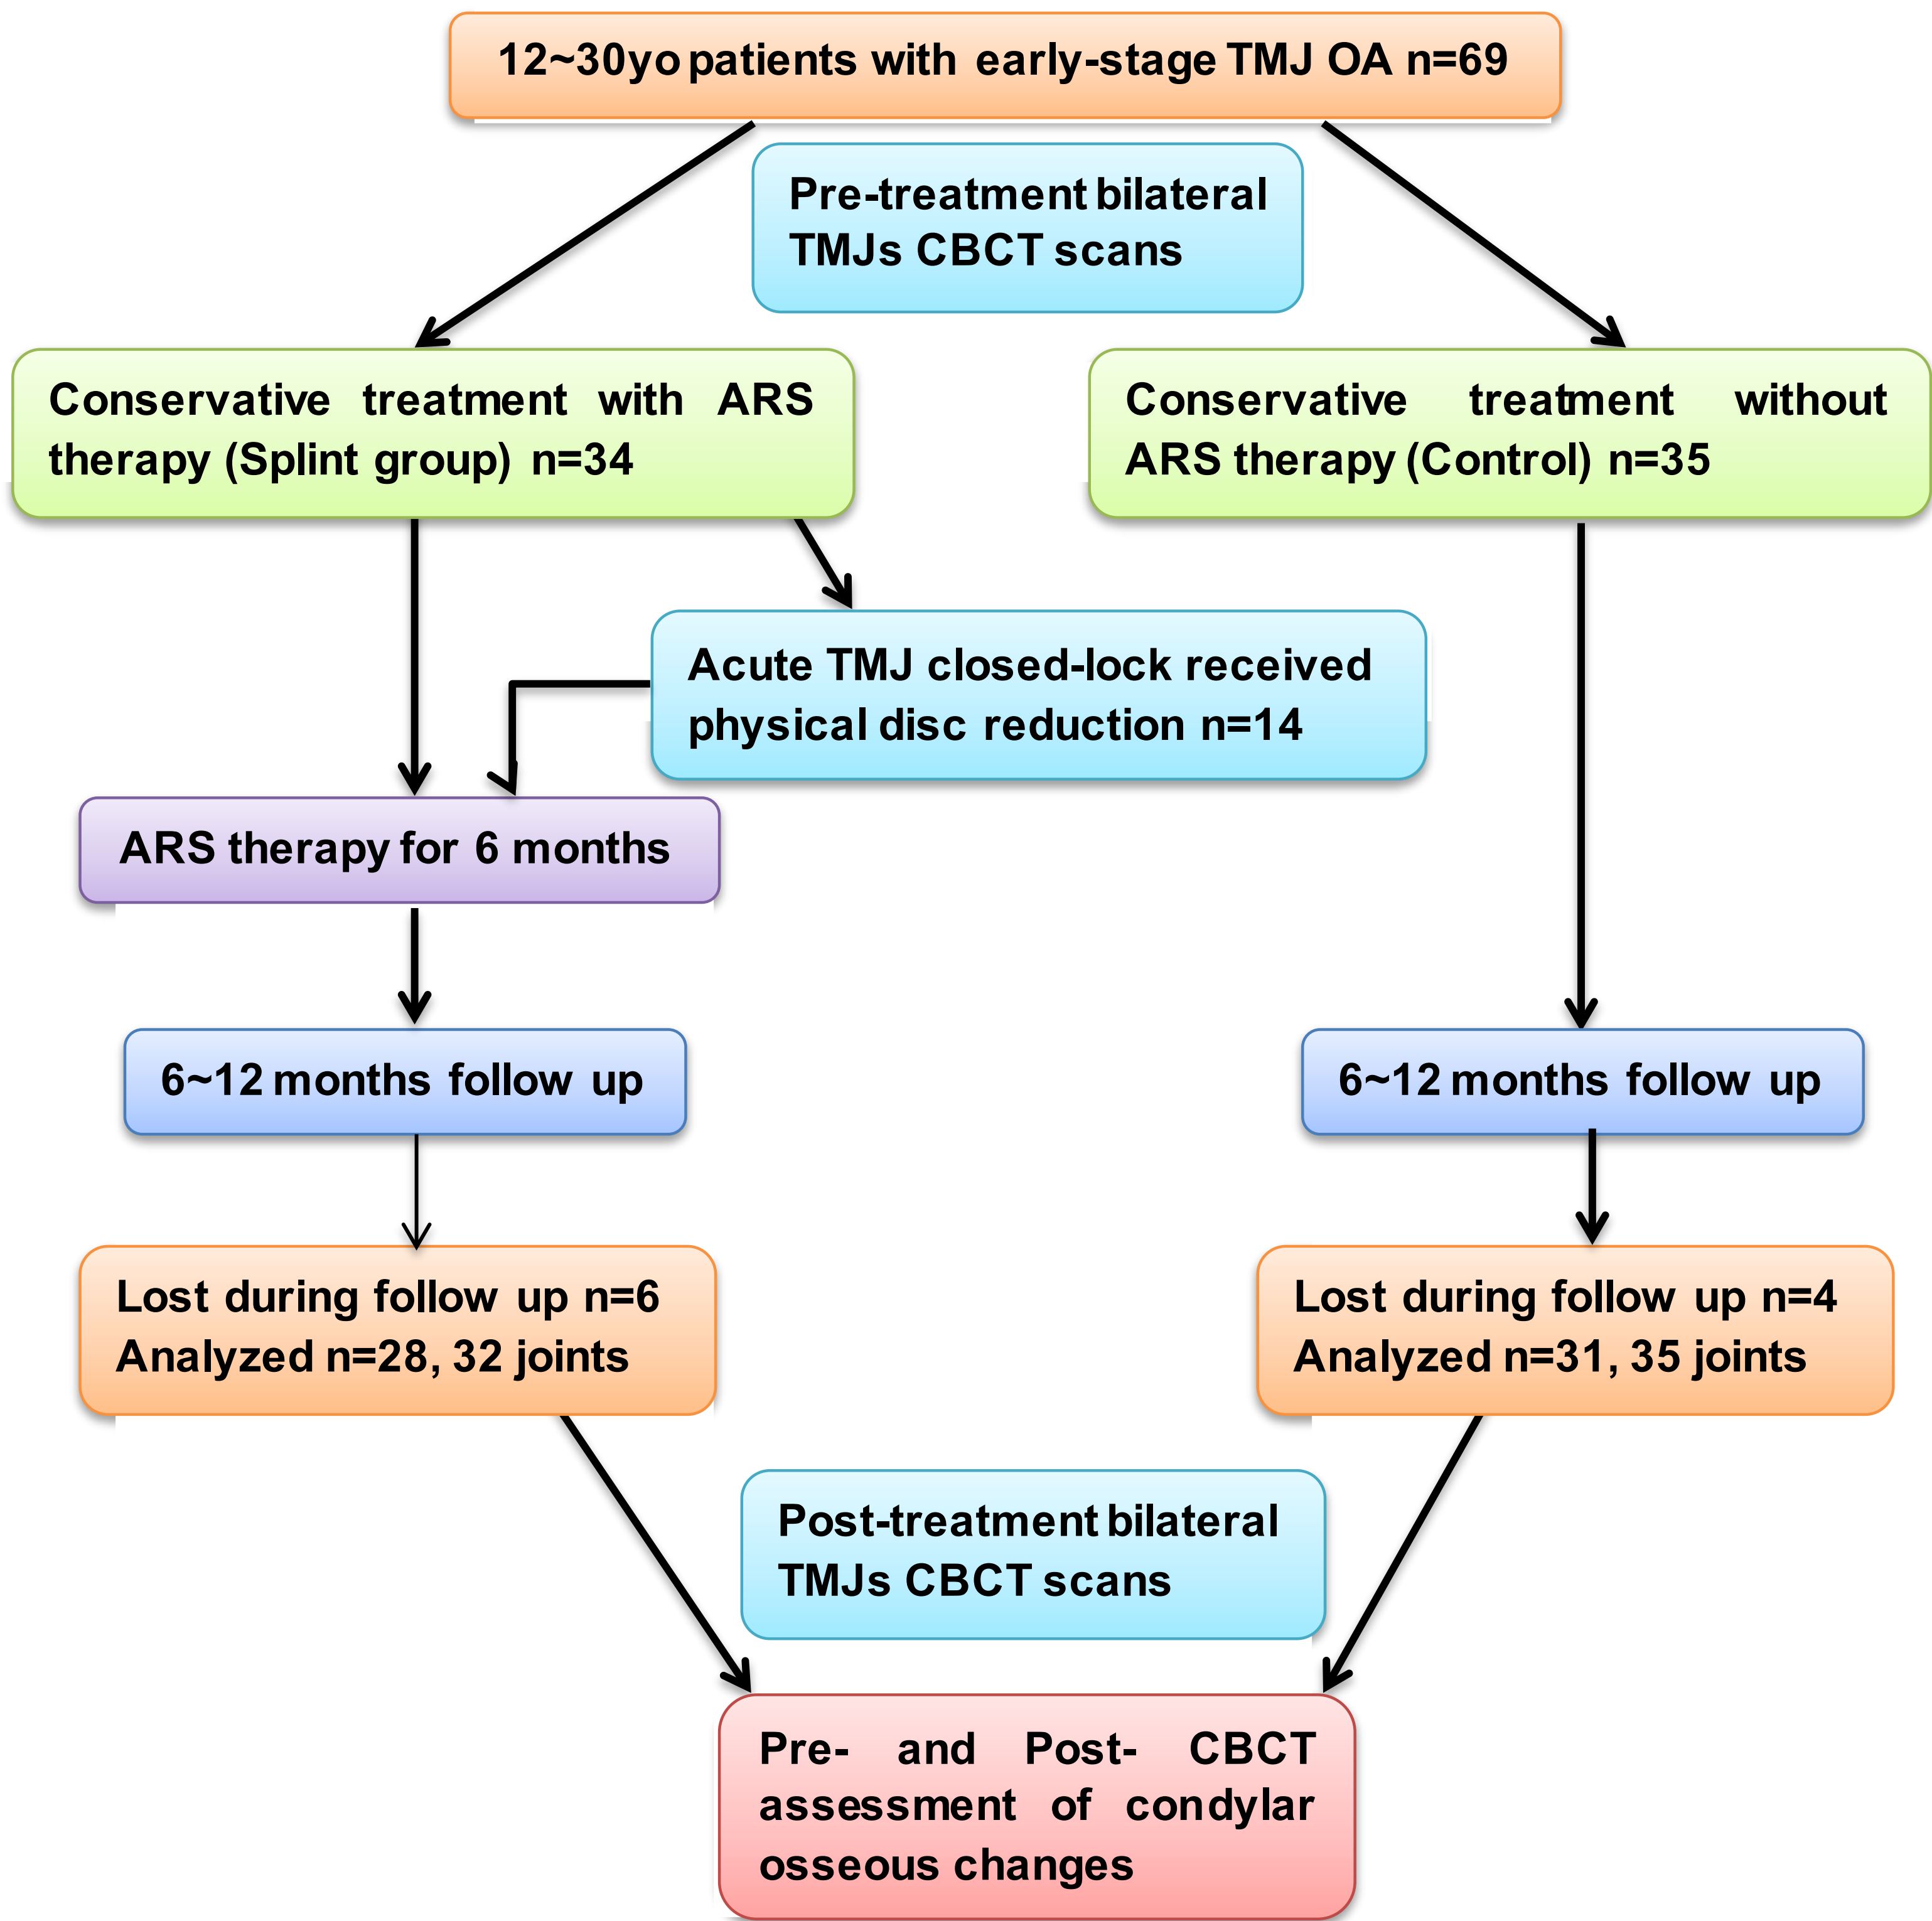 12~30yo patients with early-stage TMJ OA n=69
Pre-treatment bilateral
TMJs CBCT scans
Conservative treatment with ARS
therapy (Splint group) n=34
Conservative treatment without
ARS therapy (Control) n=35
Acute TMJ closed-lock received
physical disc reduction n=14
ARS therapy for 6 months
6~12 months follow up
6~12 months follow up
Lost during follow up n=6
Analyzed n=28, 32 joints
Lost during follow up n=4
Analyzed n=31, 35 joints
Post-treatment bilateral
TMJs CBCT scans
Pre- and Post- CBCT
assessment of condylar
osseous changes